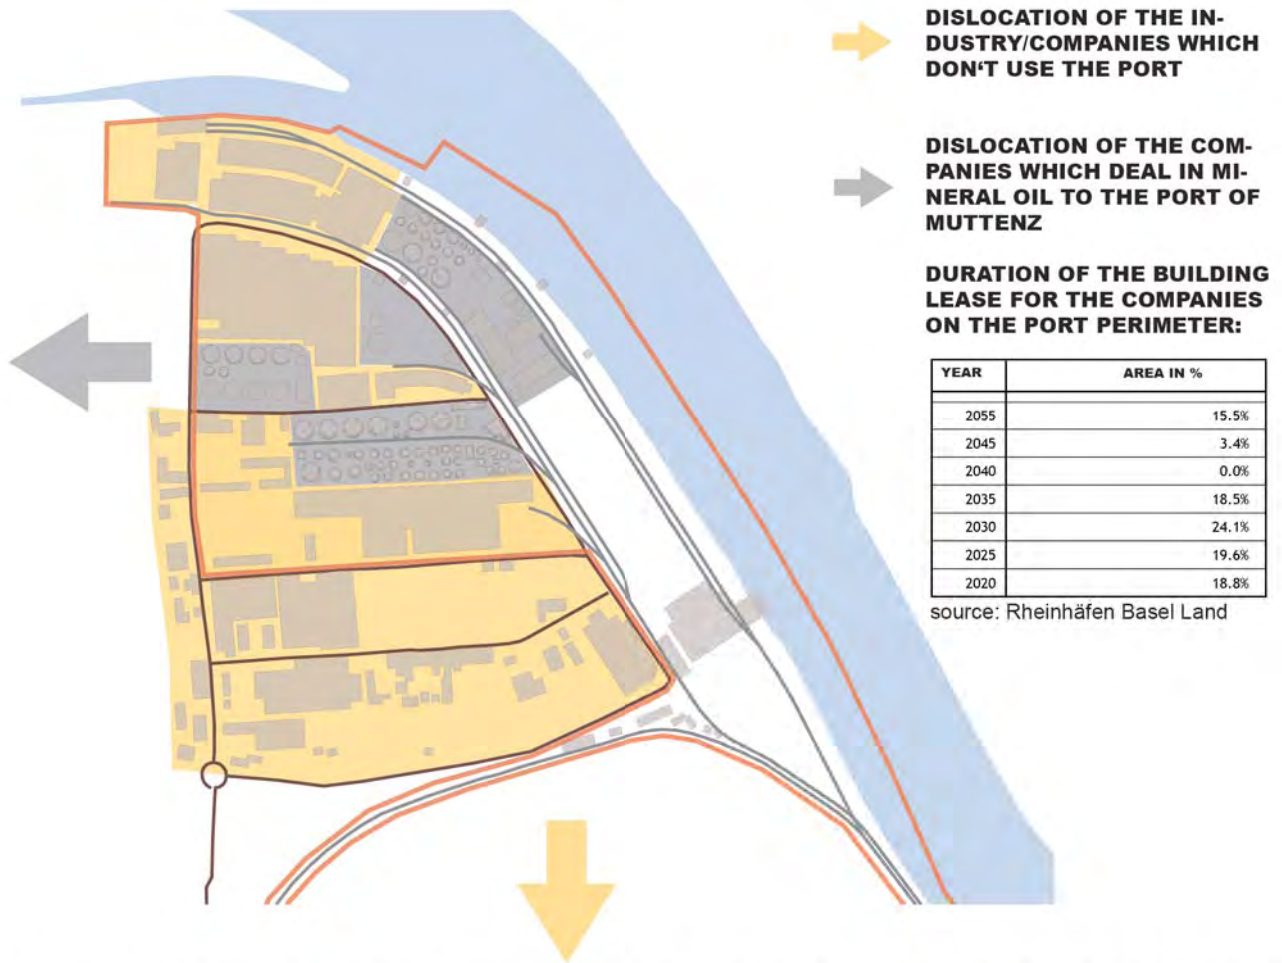 DISLOCATION OF THE IN-
DUSTRY/COMPANIES WHICH
DON'T USE THE PORT
DISLOCATION OF THE COM-
PANIES WHICH DEAL IN MI-
NERAL OIL TO THE PORT OF
MUTTENZ
DURATION OF THE BUILDING
LEASE FOR THE COMPANIES
ON THE PORT PERIMETER:
YEAR AREA IN %
2055 15.5%
2045 3.4%
2040 0.0%
2035 18.5%
2030 24.1%
2025 19.6%
2020 18.8%
source: Rheinhäfen Basel Land